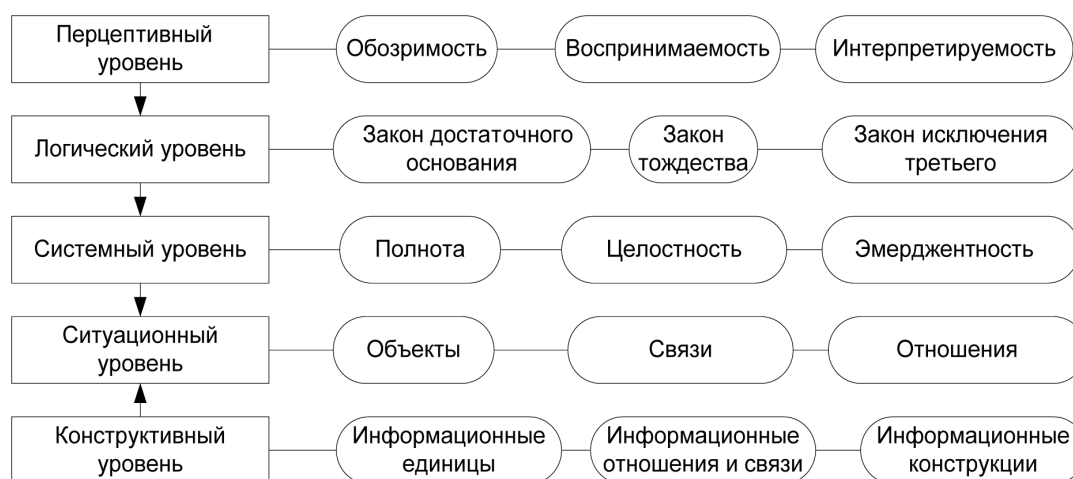 Перцептивный
уровень
Обозримость
Воспринимаемость
Интерпретируемость
Логический уровень
Закон достаточного
основания
Закон
тождества
Закон исключения
третьего
Системный уровень
Полнота
Целостность
Эмерджентность
Ситуационный
уровень
Объекты
Связи
Отношения
Конструктивный
уровень
Информационные
единицы
Информационные
отношения и связи
Информационные
конструкции